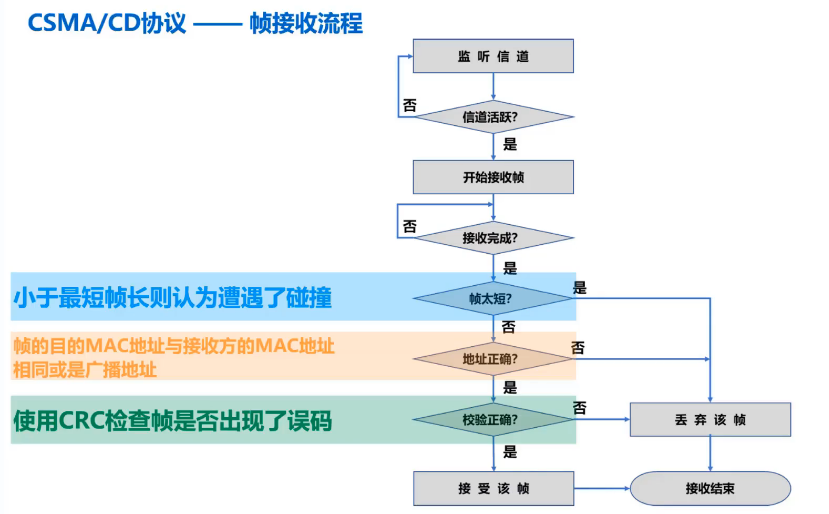 CSMA/CD协议 —— 帧接收流程
监 听 信 道
否
信道活跃?
是
开始接收帧
否
接收完成?
是
小于最短帧长则认为遭遇了碰撞
帧太短?
是
否
帧的目的MAC地址与接收方的MAC地址
相同或是广播地址
地址正确?
否
是
使用CRC检查帧是否出现了误码
校验正确?
否
丢 弃 该 帧
是
接 受 该 帧
接收结束